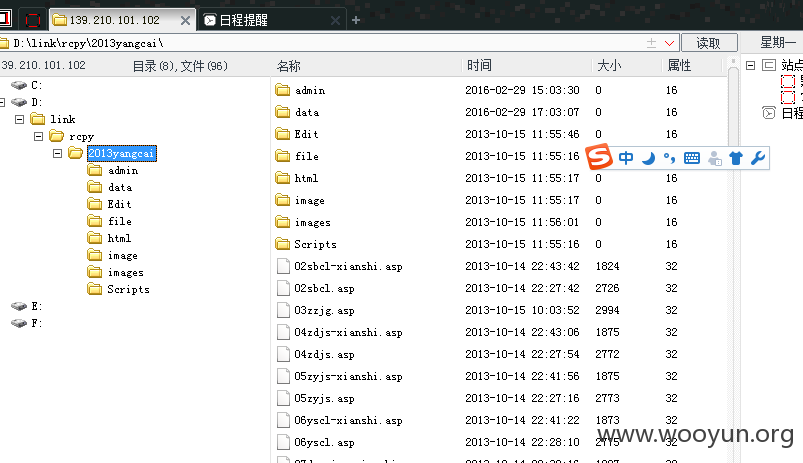 139.210.101.102 日程提醒
D:\link\rcpy\2013yangcai\ 读取 星期一
39.210.101.102 目录(8),文件(96) 名称 时间 大小 属性 站点
C:
D:
link
rcpy
2013yangcai
admin
data
Edit
file
html
image
images
Scripts
E:
F:
admin 2016-02-29 15:03:30 0 16
data 2016-02-29 17:03:07 0 16
Edit 2013-10-15 11:55:46 0 16
file 2013-10-15 11:55:16 0 16
html 2013-10-15 11:55:17 0 16
image 2013-10-15 11:55:17 0 16
images 2013-10-15 11:56:01 0 16
Scripts 2013-10-15 11:55:16 0 16
02sbcl-xianshi.asp 2013-10-14 22:43:42 1824 32
02sbcl.asp 2013-10-14 22:27:42 2726 32
03zzjg.asp 2013-10-15 10:03:52 2994 32
04zdjs-xianshi.asp 2013-10-14 22:43:06 1875 32
04zdjs.asp 2013-10-14 22:27:54 2772 32
05zyjs-xianshi.asp 2013-10-14 22:41:56 1875 32
05zyjs.asp 2013-10-14 22:27:16 2773 32
06yscl-xianshi.asp 2013-10-14 22:41:22 1873 32
06yscl.asp 2013-10-14 22:28:10 2775 32
日程
中
www.wooyun.org